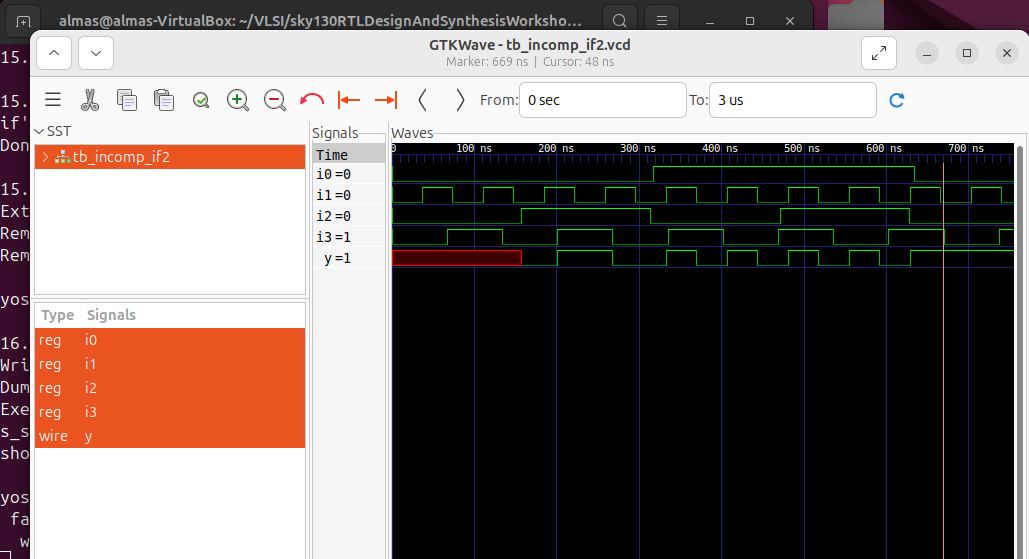 almas@almas-VirtualBox: ~/VLSI/sky130RTLDesignAndSynthesisWorksho...
GTKWave - tb_incomp_if2.vcd
Marker: 669 ns | Cursor: 48 ns
From: 0 sec To: 3 us
SST
tb_incomp_if2
Type Signals
reg i0
reg i1
reg i2
reg i3
wire y
Signals
Time
i0 =0
i1 =0
i2 =0
i3 =1
y =1
Waves
0 100 ns 200 ns 300 ns 400 ns 500 ns 600 ns 700 ns
15.
15.
if'
Don
15.
Ext
Rem
Rem
yos
16.
Wri
Dum
Exe
s_s
sho
yos
fa
w